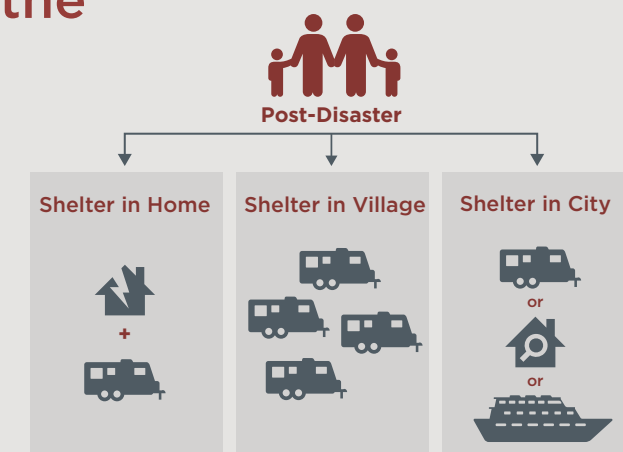 the
Post-Disaster
Shelter in Home
+
Shelter in Village
Shelter in City
or
or